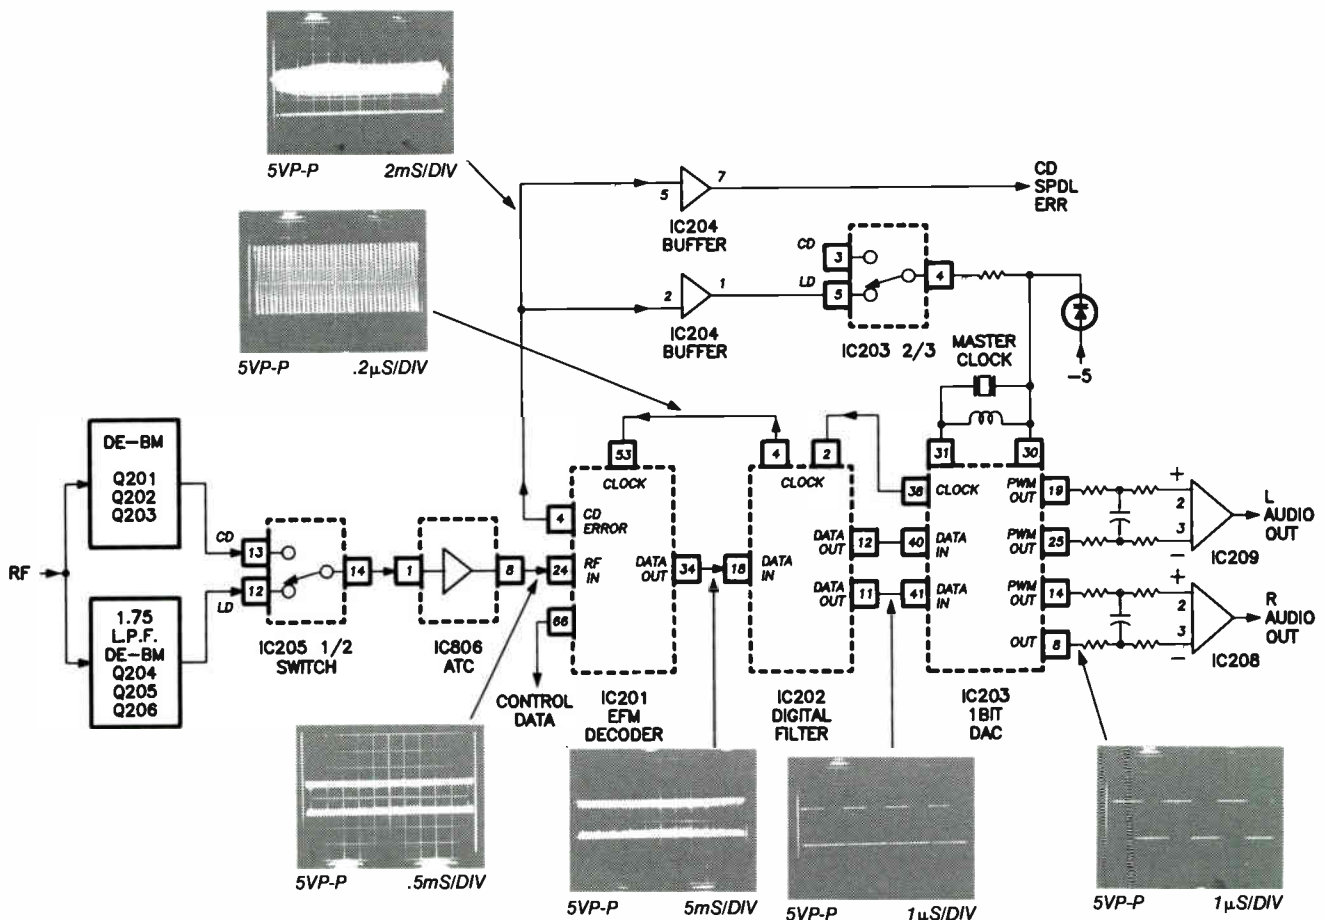 5VP-P 2mS/DIV
5VP-P .2µS/DIV
5 7
IC204
BUFFER
CD
SPDL
ERR
2 1
IC204
BUFFER
CD
3
LD
5
4
IC203 2/3
MASTER
CLOCK
-5
RF
DE-BM
Q201
Q202
Q203
1.75
L.P.F.
DE-BM
Q204
Q205
Q206
CD
13
12
LD
14
IC205 1/2
SWITCH
1
8
IC806
ATC
53
CLOCK
4
CD
ERROR
24
RF
IN
66
CONTROL
DATA
DATA
OUT
34
IC201
EFM
DECODER
4
2
CLOCK
18
DATA
IN
DATA
OUT
12
DATA
OUT
11
IC202
DIGITAL
FILTER
31
30
38
CLOCK
40
DATA
IN
41
DATA
IN
PWM
OUT
19
PWM
OUT
25
PWM
OUT
14
OUT
8
IC203
1BIT
DAC
+
2
3
-
IC209
L
AUDIO
OUT
+
2
3
-
IC208
R
AUDIO
OUT
5VP-P .5mS/DIV
5VP-P 5mS/DIV
5VP-P 1µS/DIV
5VP-P 1µS/DIV